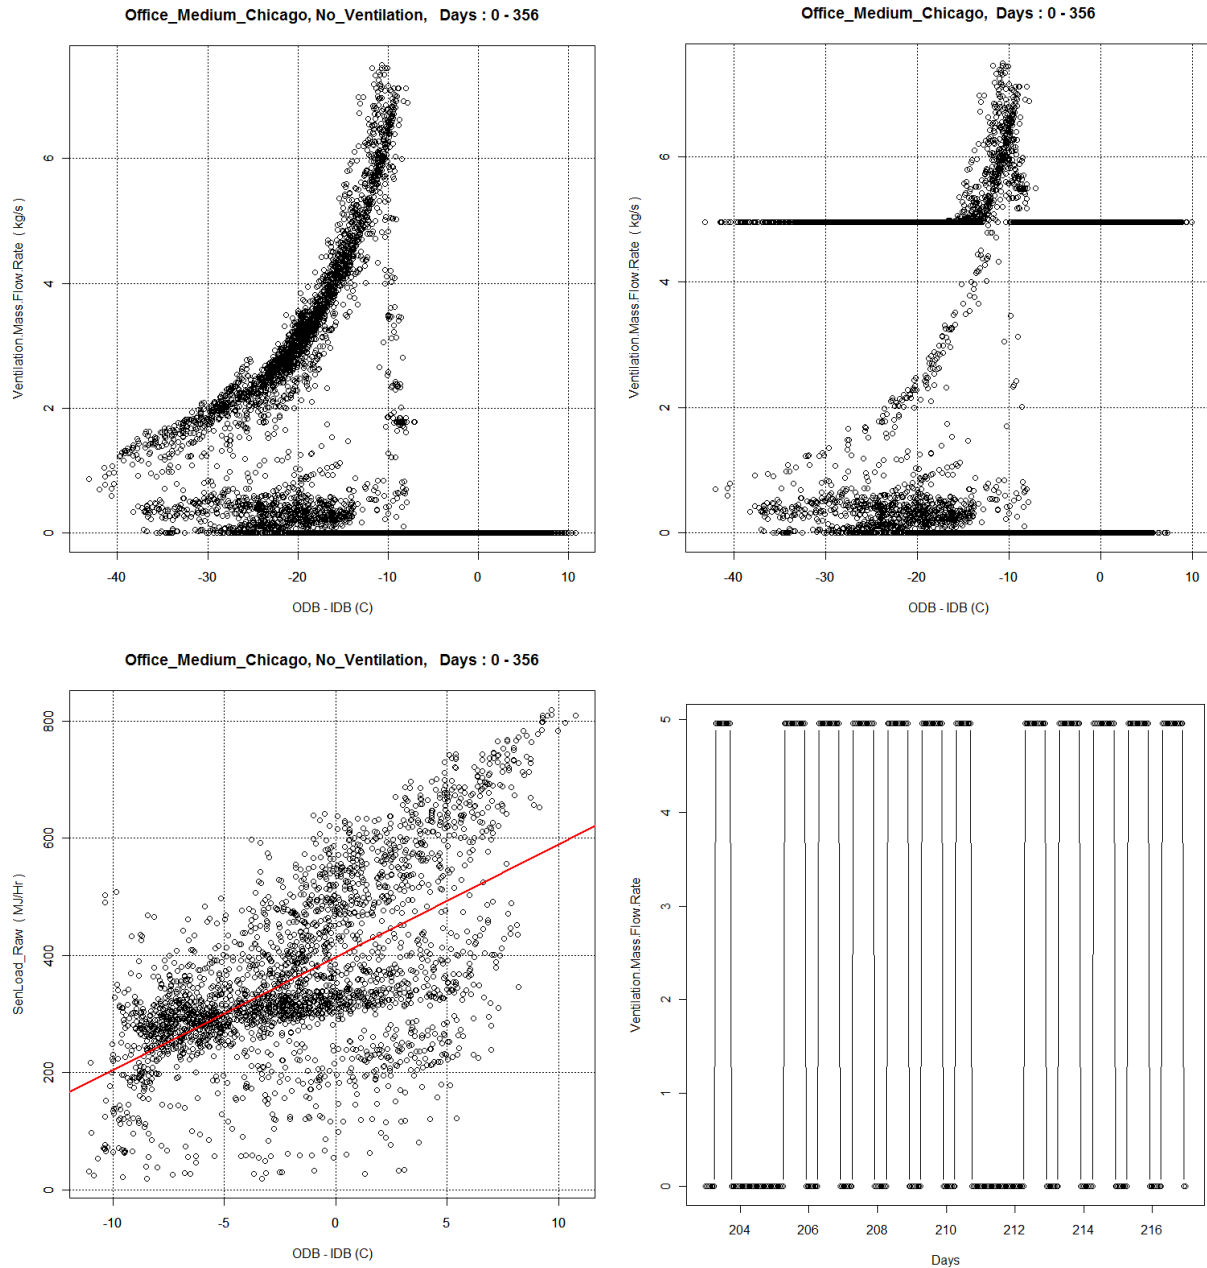 Office_Medium_Chicago, No_Ventilation, Days : 0 - 356
Ventilation.Mass.Flow.Rate ( kg/s )
6
4
2
0
-40 -30 -20 -10 0 10
ODB - IDB (C)
Office_Medium_Chicago, Days : 0 - 356
Ventilation.Mass.Flow.Rate ( kg/s )
6
4
2
0
-40 -30 -20 -10 0 10
ODB - IDB (C)
Office_Medium_Chicago, No_Ventilation, Days : 0 - 356
SenLoad_Raw ( MJ/Hr )
800
600
400
200
0
-10 -5 0 5 10
ODB - IDB (C)
Ventilation.Mass.Flow.Rate
5
4
3
2
1
0
204 206 208 210 212 214 216
Days